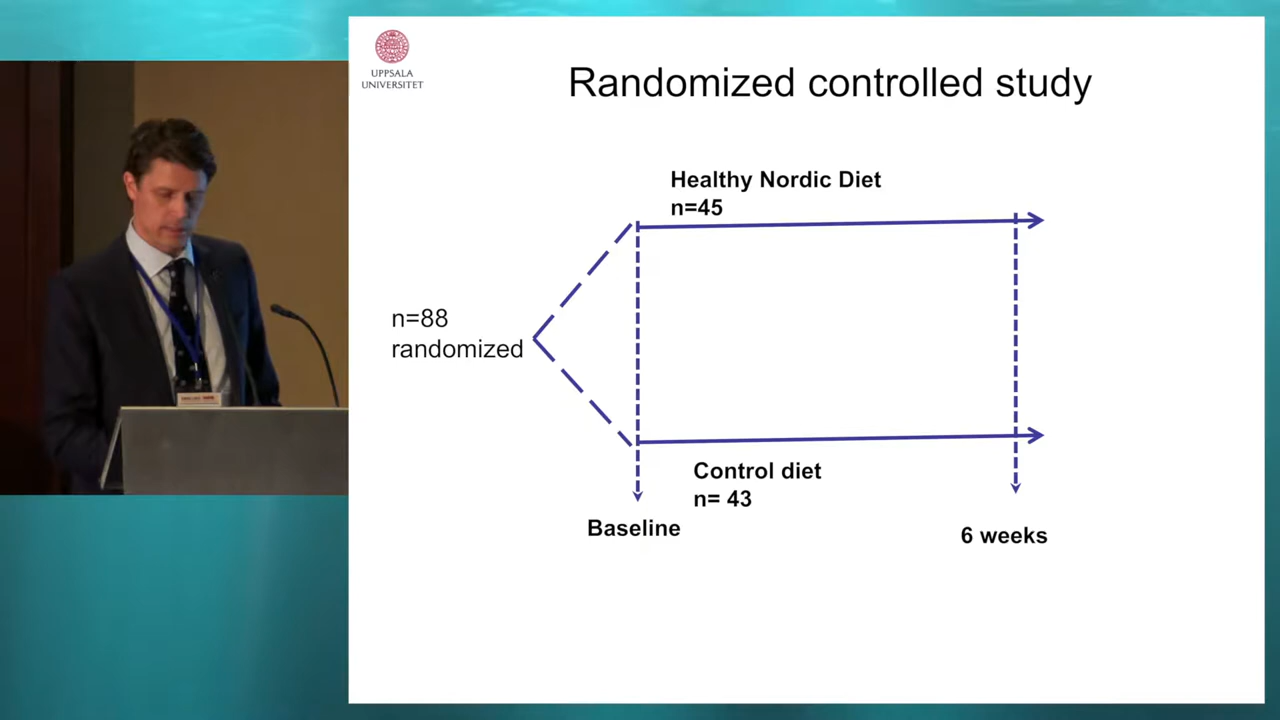 UPPSALA
UNIVERSITET
Randomized controlled study
Healthy Nordic Diet
n=45
n=88
randomized
Control diet
n= 43
Baseline
6 weeks